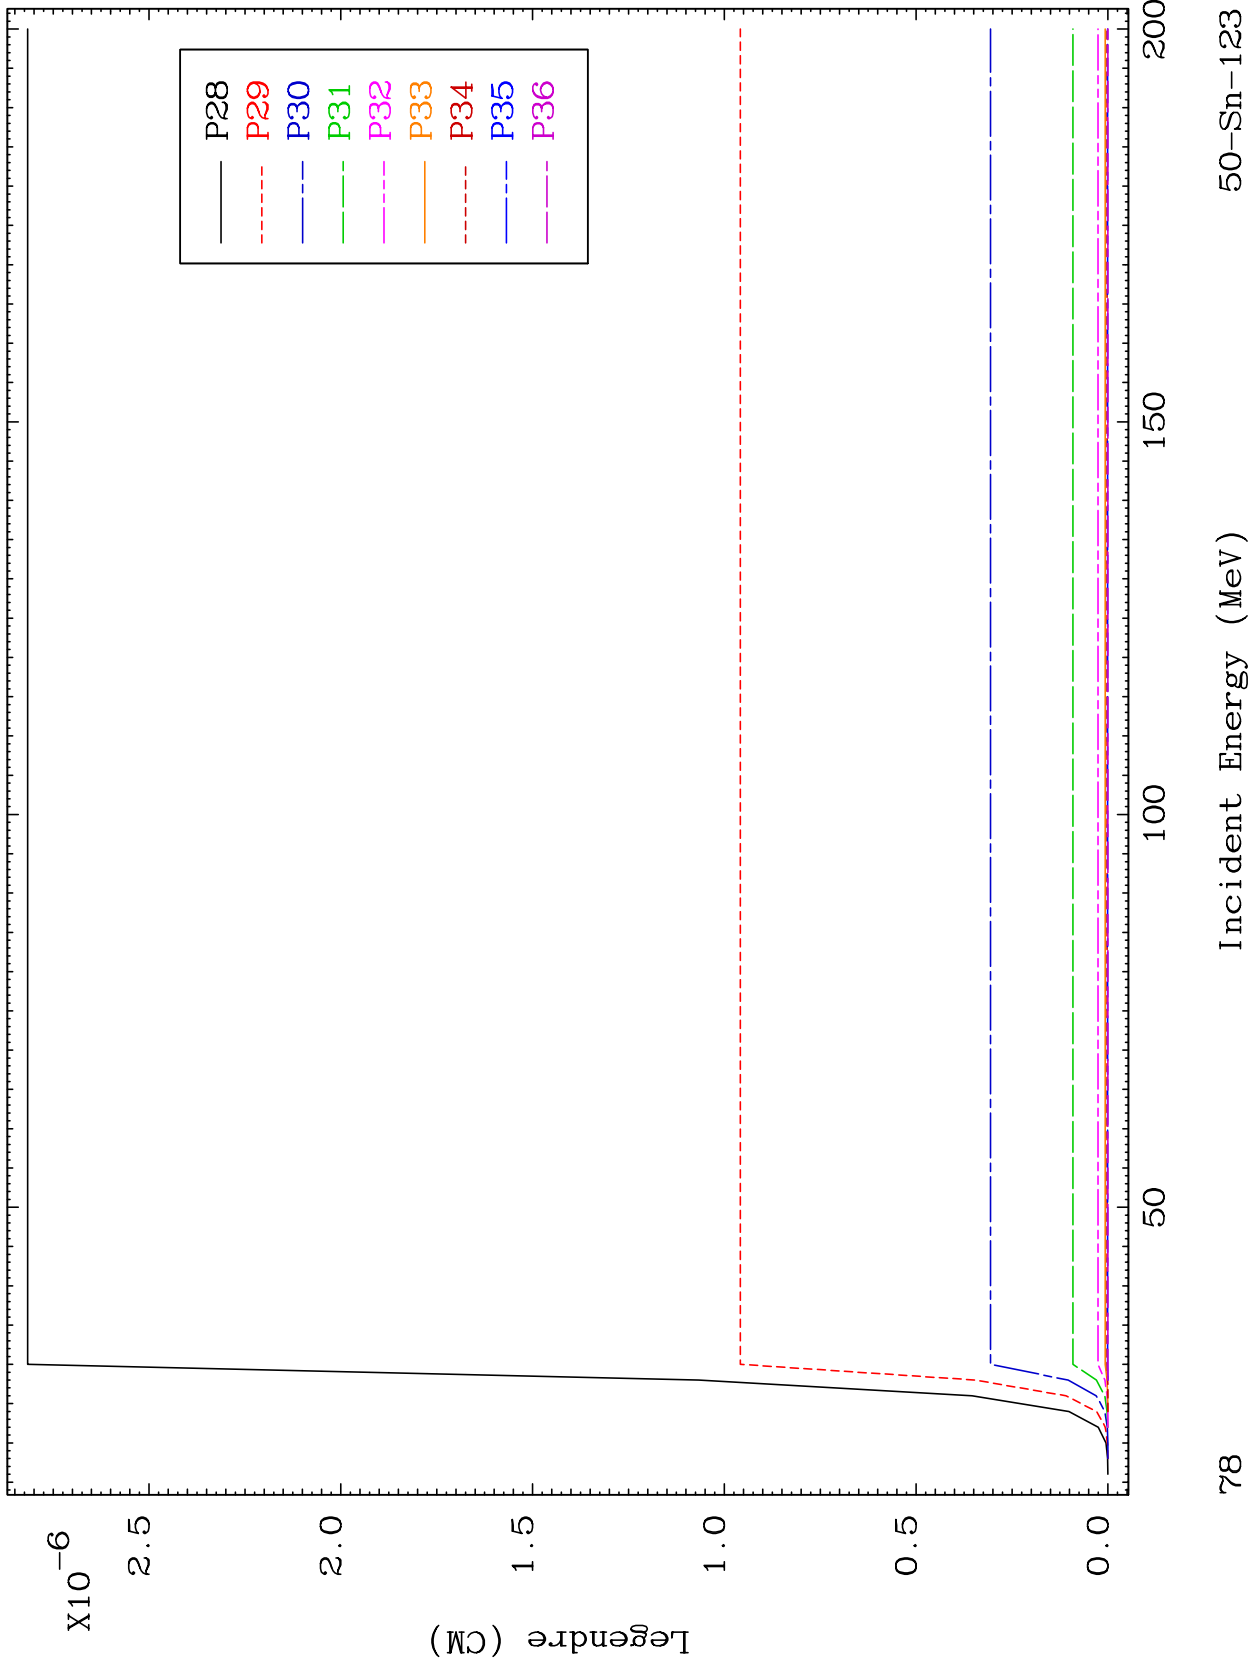 X10-6
2.5
2.0
1.5
1.0
0.5
0.0
Legendre (CM)
P28
P29
P30
P31
P32
P33
P34
P35
P36
50
100
150
200
78
Incident Energy (MeV)
50-Sn-123